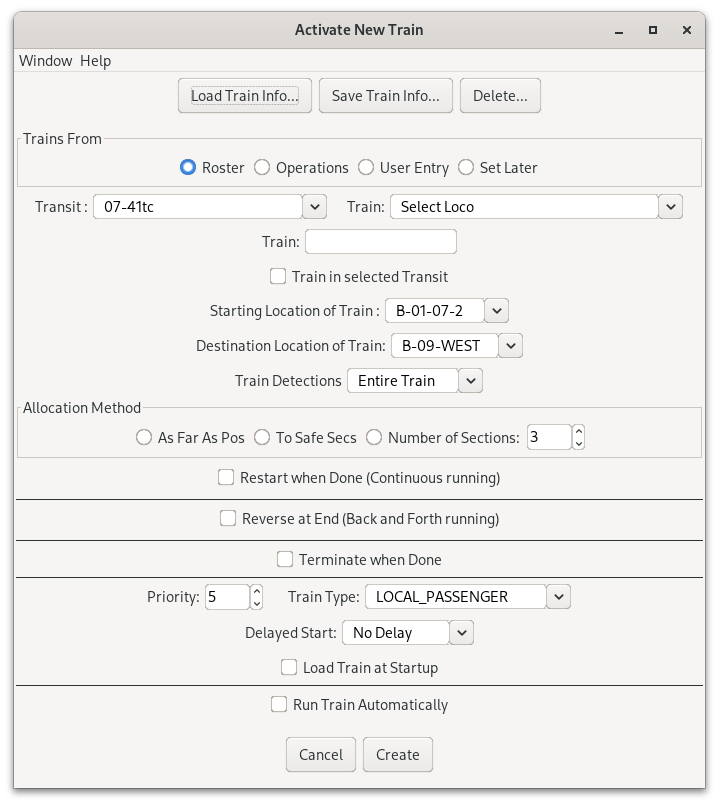 Activate New Train
Window Help
Load Train Info... Save Train Info... Delete...
Trains From
Roster Operations User Entry Set Later
Transit : 07-41tc Train: Select Loco
Train:
Train in selected Transit
Starting Location of Train : B-01-07-2
Destination Location of Train: B-09-WEST
Train Detections Entire Train
Allocation Method
As Far As Pos To Safe Secs Number of Sections: 3
Restart when Done (Continuous running)
Reverse at End (Back and Forth running)
Terminate when Done
Priority: 5 Train Type: LOCAL_PASSENGER
Delayed Start: No Delay
Load Train at Startup
Run Train Automatically
Cancel Create